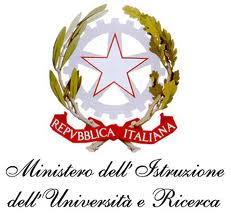 REPVBBLICA ITALIANA
Ministero dell'Istruzione
dell'Università e Ricerca